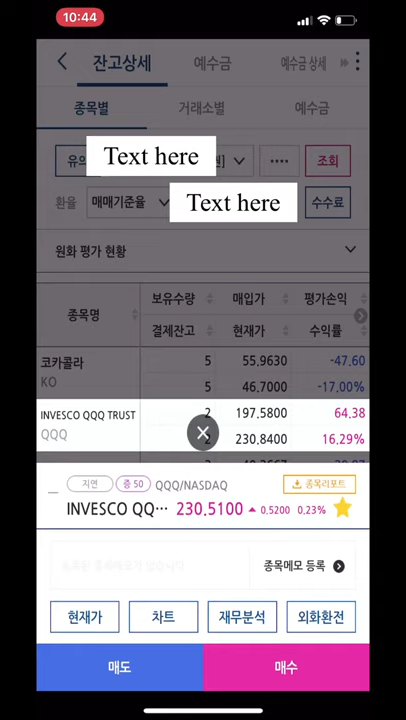 10:44
잔고상세 예수금 예수금 상세
종목별 거래소별 예수금
유의 Text here 원] •••• 조회
환율 매매기준율 Text here 수수료
원화 평가 현황
종목명 보유수량 매입가 평가손익
결제잔고 현재가 수익률
코카콜라 5 55.9630 -47.60
KO 5 46.7000 -17.00%
INVESCO QQQ TRUST 2 197.5800 64.38
QQQ 2 230.8400 16.29%
지연 증 50 QQQ/NASDAQ 종목리포트
INVESCO QQ··· 230.5100 ▲ 0.5200 0.23%
종목메모 등록
현재가 차트 재무분석 외화환전
매도 매수